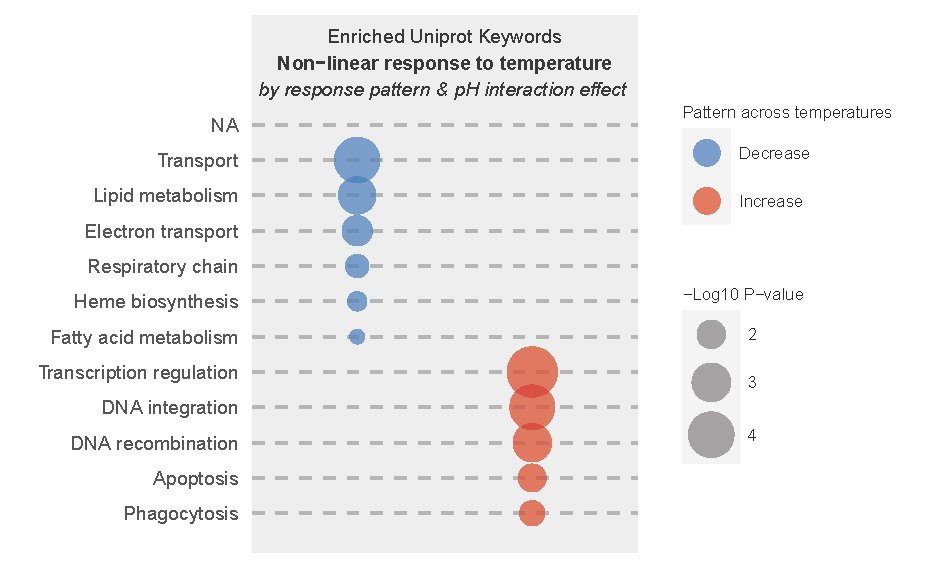 Enriched Uniprot Keywords
Non−linear response to temperature
by response pattern & pH interaction effect
NA
Transport
Lipid metabolism
Electron transport
Respiratory chain
Heme biosynthesis
Fatty acid metabolism
Transcription regulation
DNA integration
DNA recombination
Apoptosis
Phagocytosis
Pattern across temperatures
Decrease
Increase
−Log10 P−value
2
3
4